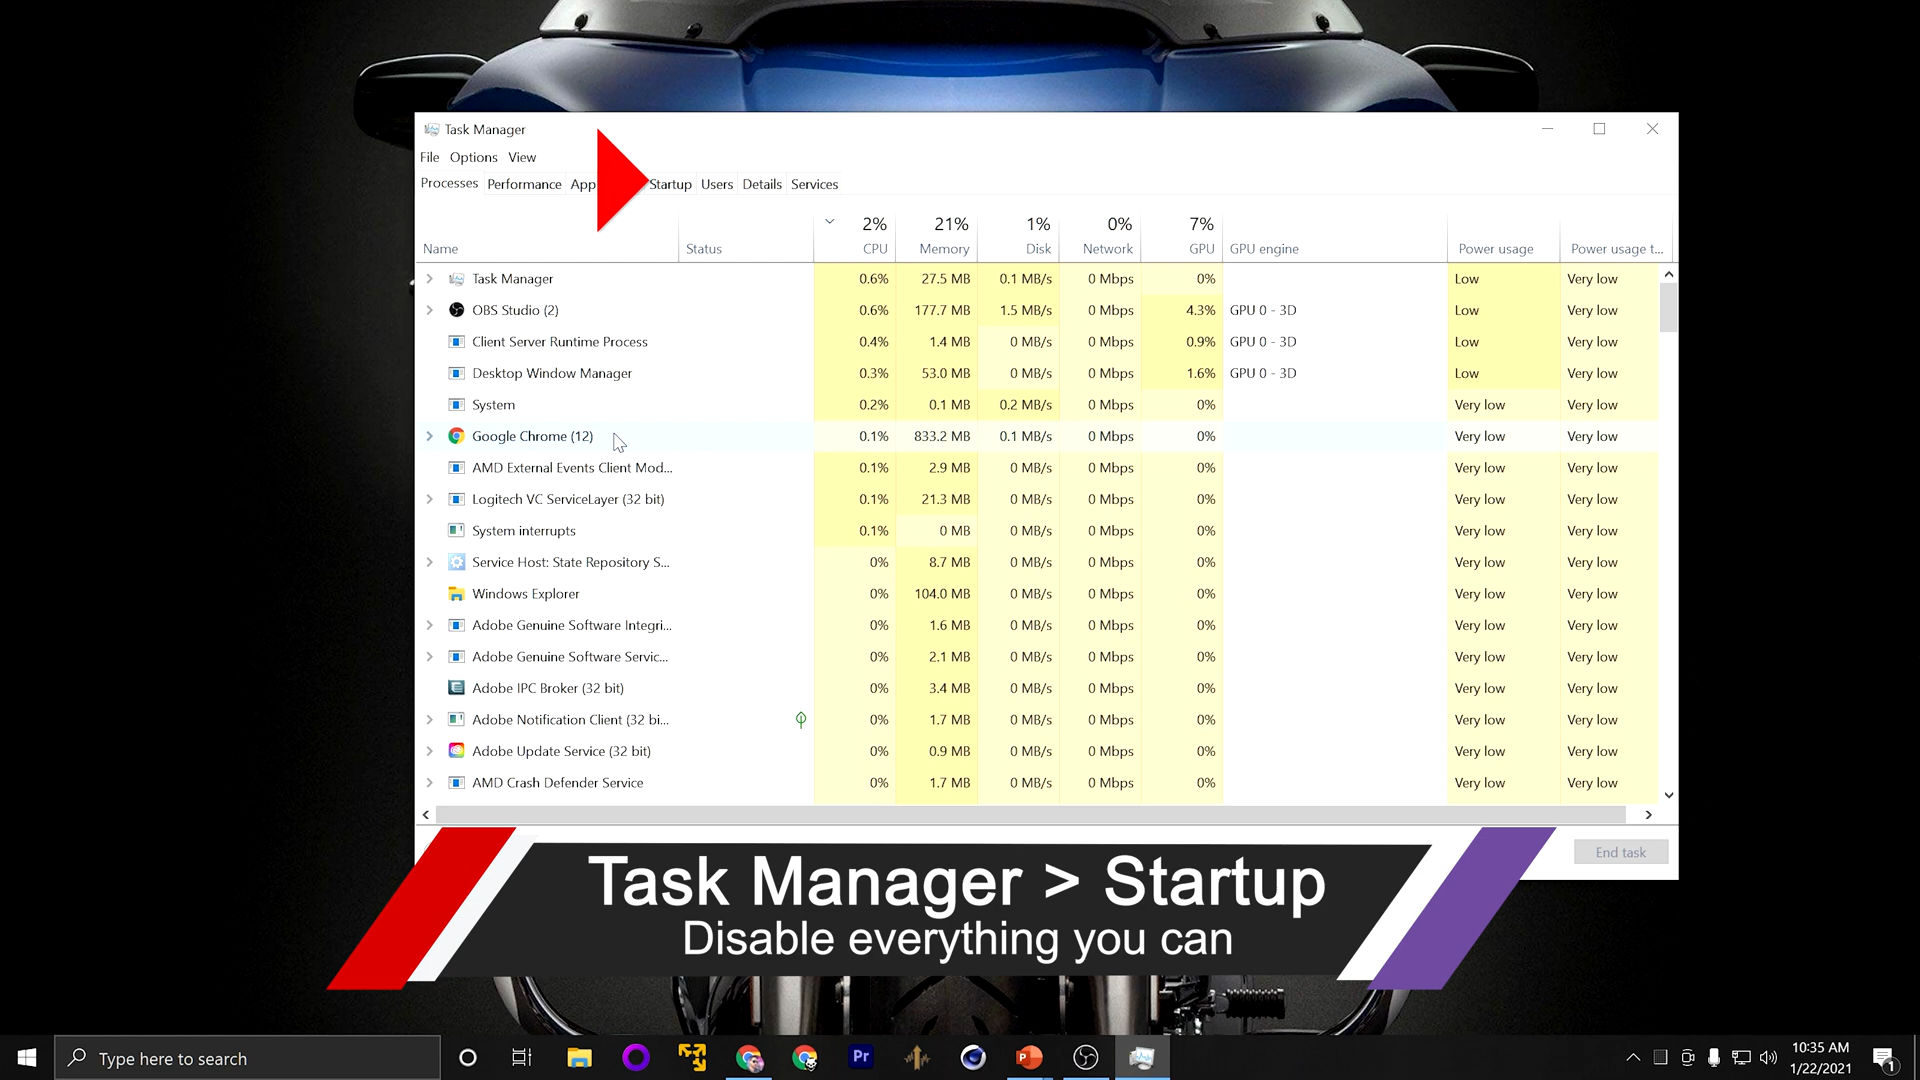 Task Manager
File Options View
Processes Performance App Startup Users Details Services
2% 21% 1% 0% 7%
Name Status CPU Memory Disk Network GPU GPU engine Power usage Power usage t...
Task Manager 0.6% 27.5 MB 0.1 MB/s 0 Mbps 0% Low Very low
OBS Studio (2) 0.6% 177.7 MB 1.5 MB/s 0 Mbps 4.3% GPU 0 - 3D Low Very low
Client Server Runtime Process 0.4% 1.4 MB 0 MB/s 0 Mbps 0.9% GPU 0 - 3D Low Very low
Desktop Window Manager 0.3% 53.0 MB 0 MB/s 0 Mbps 1.6% GPU 0 - 3D Low Very low
System 0.2% 0.1 MB 0.2 MB/s 0 Mbps 0% Very low Very low
Google Chrome (12) 0.1% 833.2 MB 0.1 MB/s 0 Mbps 0% Very low Very low
AMD External Events Client Mod... 0.1% 2.9 MB 0 MB/s 0 Mbps 0% Very low Very low
Logitech VC ServiceLayer (32 bit) 0.1% 21.3 MB 0 MB/s 0 Mbps 0% Very low Very low
System interrupts 0.1% 0 MB 0 MB/s 0 Mbps 0% Very low Very low
Service Host: State Repository S... 0% 8.7 MB 0 MB/s 0 Mbps 0% Very low Very low
Windows Explorer 0% 104.0 MB 0 MB/s 0 Mbps 0% Very low Very low
Adobe Genuine Software Integri... 0% 1.6 MB 0 MB/s 0 Mbps 0% Very low Very low
Adobe Genuine Software Servic... 0% 2.1 MB 0 MB/s 0 Mbps 0% Very low Very low
Adobe IPC Broker (32 bit) 0% 3.4 MB 0 MB/s 0 Mbps 0% Very low Very low
Adobe Notification Client (32 bi... 0% 1.7 MB 0 MB/s 0 Mbps 0% Very low Very low
Adobe Update Service (32 bit) 0% 0.9 MB 0 MB/s 0 Mbps 0% Very low Very low
AMD Crash Defender Service 0% 1.7 MB 0 MB/s 0 Mbps 0% Very low Very low
End task
Task Manager > Startup
Disable everything you can
Type here to search
Pr
P
10:35 AM
1/22/2021
1